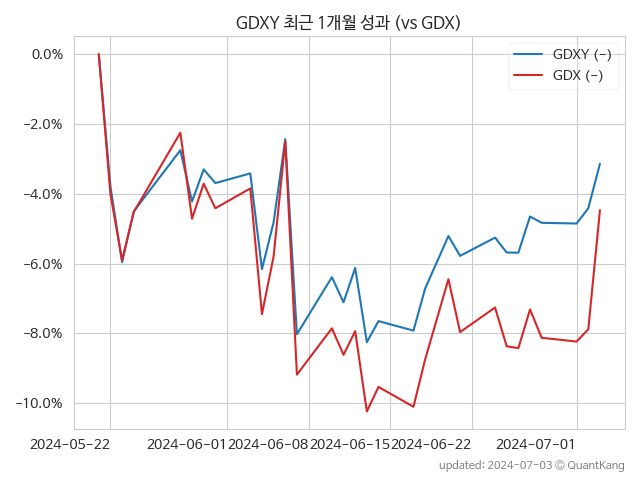 GDXY 최근 1개월 성과 (vs GDX)
GDXY (-)
GDX (-)
0.0%
−2.0%
−4.0%
−6.0%
−8.0%
−10.0%
2024-05-22 2024-06-01 2024-06-08 2024-06-15 2024-06-22 2024-07-01
updated: 2024-07-03 © QuantKang